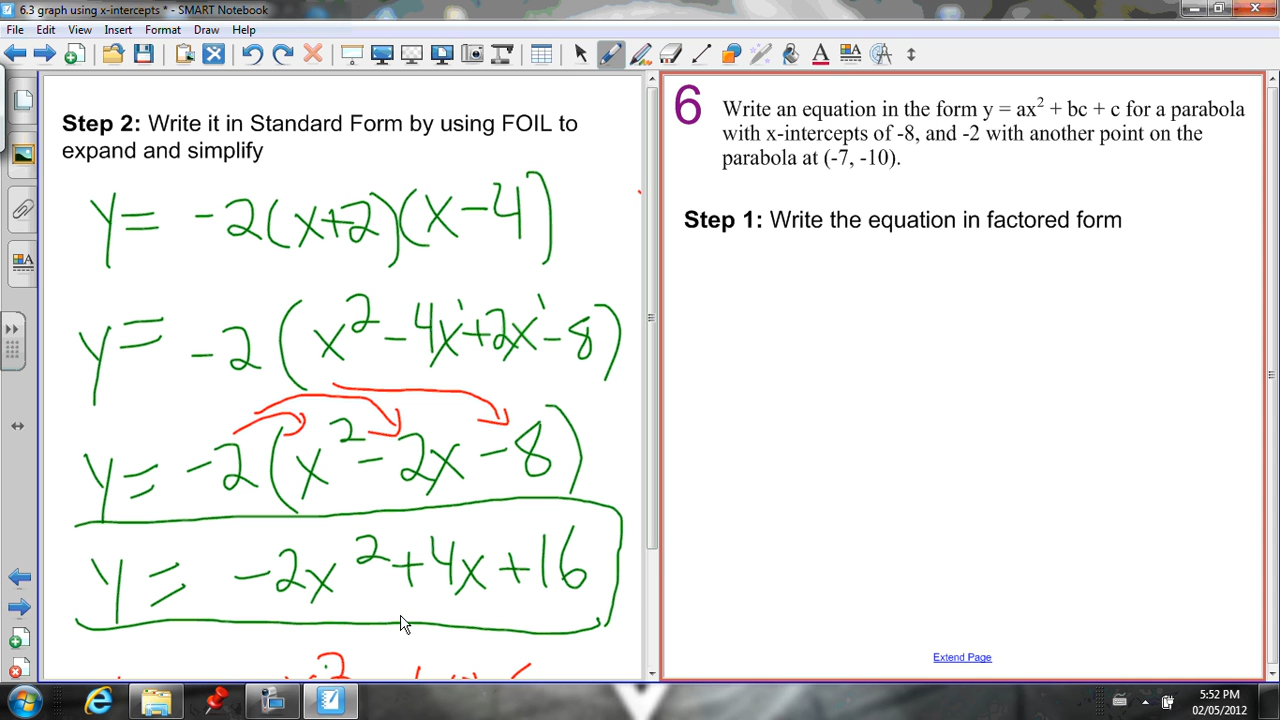 6.3 graph using x-intercepts * - SMART Notebook
File Edit View Insert Format Draw Help
Step 2: Write it in Standard Form by using FOIL to
expand and simplify
y = -2(x+2)(x-4)
y = -2(x² - 4x¹ + 2x¹ - 8)
y = -2(x² - 2x - 8)
y = -2x² + 4x + 16
6
Write an equation in the form y = ax² + bc + c for a parabola
with x-intercepts of -8, and -2 with another point on the
parabola at (-7, -10).
Step 1: Write the equation in factored form
Extend Page
5:52 PM
02/05/2012